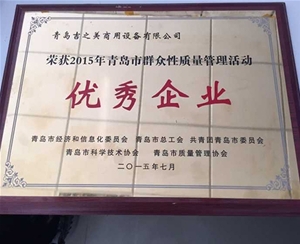 青岛吉之美商用设备有限公司
荣获2015年青岛市群众性质量管理活动
优秀企业
青岛市经济和信息化委员会 青岛市总工会 共青团青岛市委员会
青岛市科学技术协会 青岛市质量管理协会
二〇一五年七月